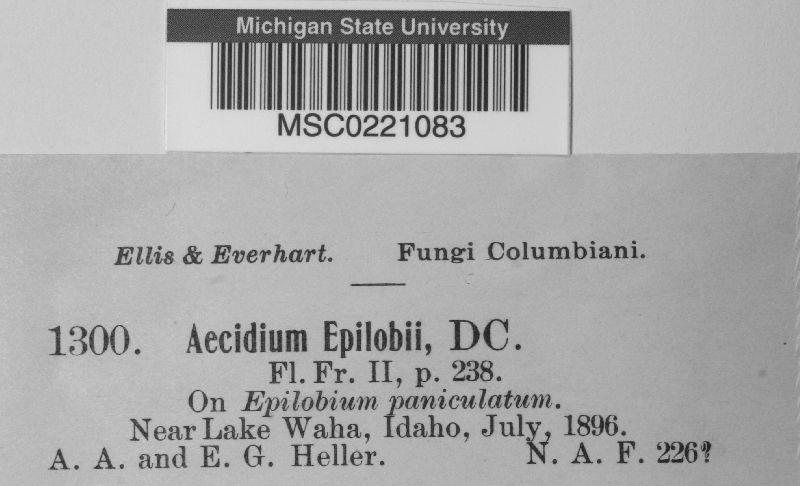 Michigan State University
MSC0221083
Ellis & Everhart. Fungi Columbiani.
1300. Aecidium Epilobii, DC.
Fl. Fr. II, p. 238.
On Epilobium paniculatum.
Near Lake Waha, Idaho, July, 1896.
A. A. and E. G. Heller. N. A. F. 226?